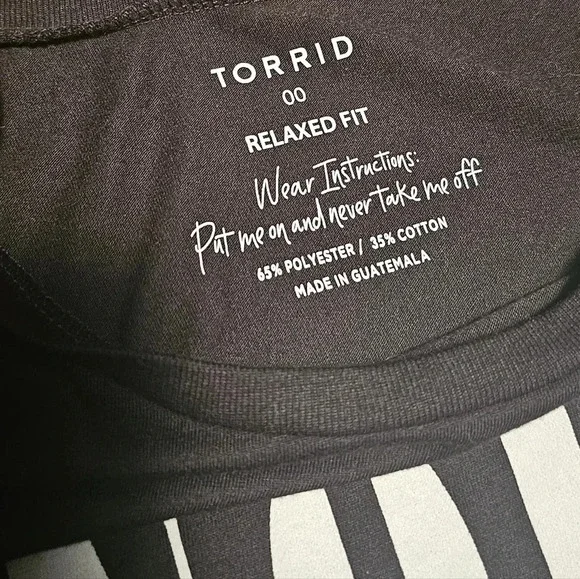 TORRID
00
RELAXED FIT
Wear Instructions:
Put me on and never take me off
65% POLYESTER / 35% COTTON
MADE IN GUATEMALA